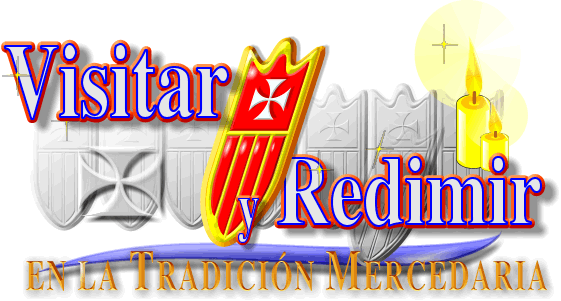 Visitar
y Redimir
EN LA TRADICIÓN MERCEDARIA